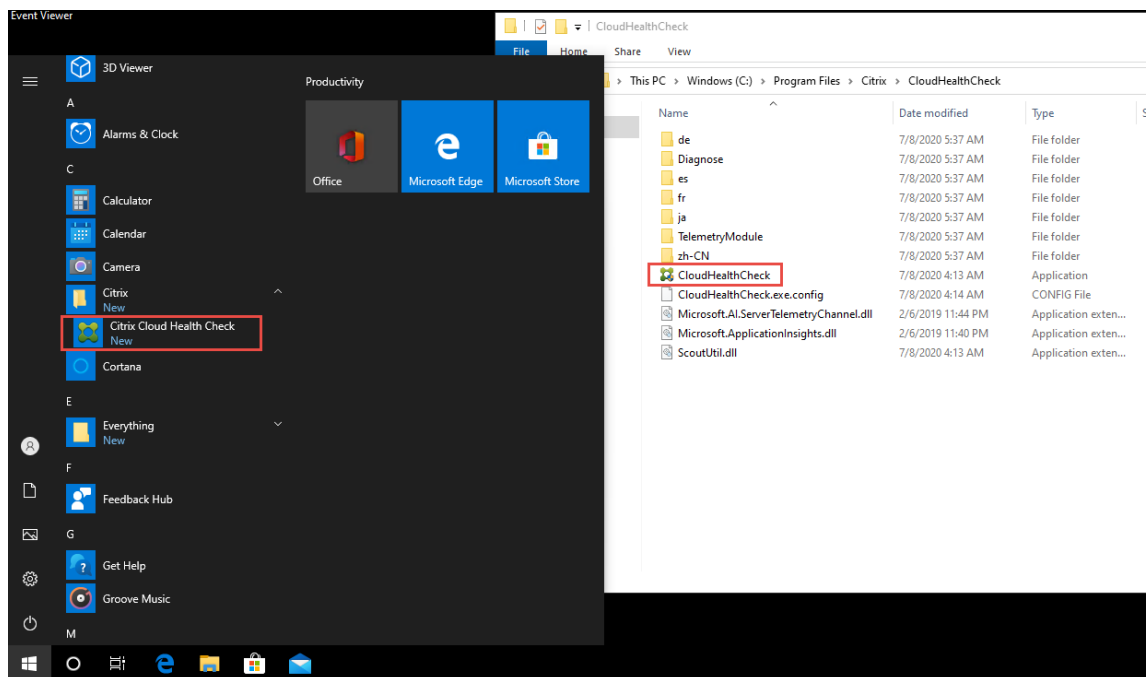 Event Viewer
3D Viewer
A
Alarms & Clock
C
Calculator
Calendar
Camera
Citrix
New
Citrix Cloud Health Check
New
Cortana
E
Everything
New
F
Feedback Hub
G
Get Help
Groove Music
M
Productivity
Office
Microsoft Edge
Microsoft Store
CloudHealthCheck
File Home Share View
This PC > Windows (C:) > Program Files > Citrix > CloudHealthCheck
Name Date modified Type S
de 7/8/2020 5:37 AM File folder
Diagnose 7/8/2020 5:37 AM File folder
es 7/8/2020 5:37 AM File folder
fr 7/8/2020 5:37 AM File folder
ja 7/8/2020 5:37 AM File folder
TelemetryModule 7/8/2020 5:37 AM File folder
zh-CN 7/8/2020 5:37 AM File folder
CloudHealthCheck 7/8/2020 4:13 AM Application
CloudHealthCheck.exe.config 7/8/2020 4:14 AM CONFIG File
Microsoft.AI.ServerTelemetryChannel.dll 2/6/2019 11:44 PM Application exten...
Microsoft.ApplicationInsights.dll 2/6/2019 11:40 PM Application exten...
ScoutUtil.dll 7/8/2020 4:13 AM Application exten...